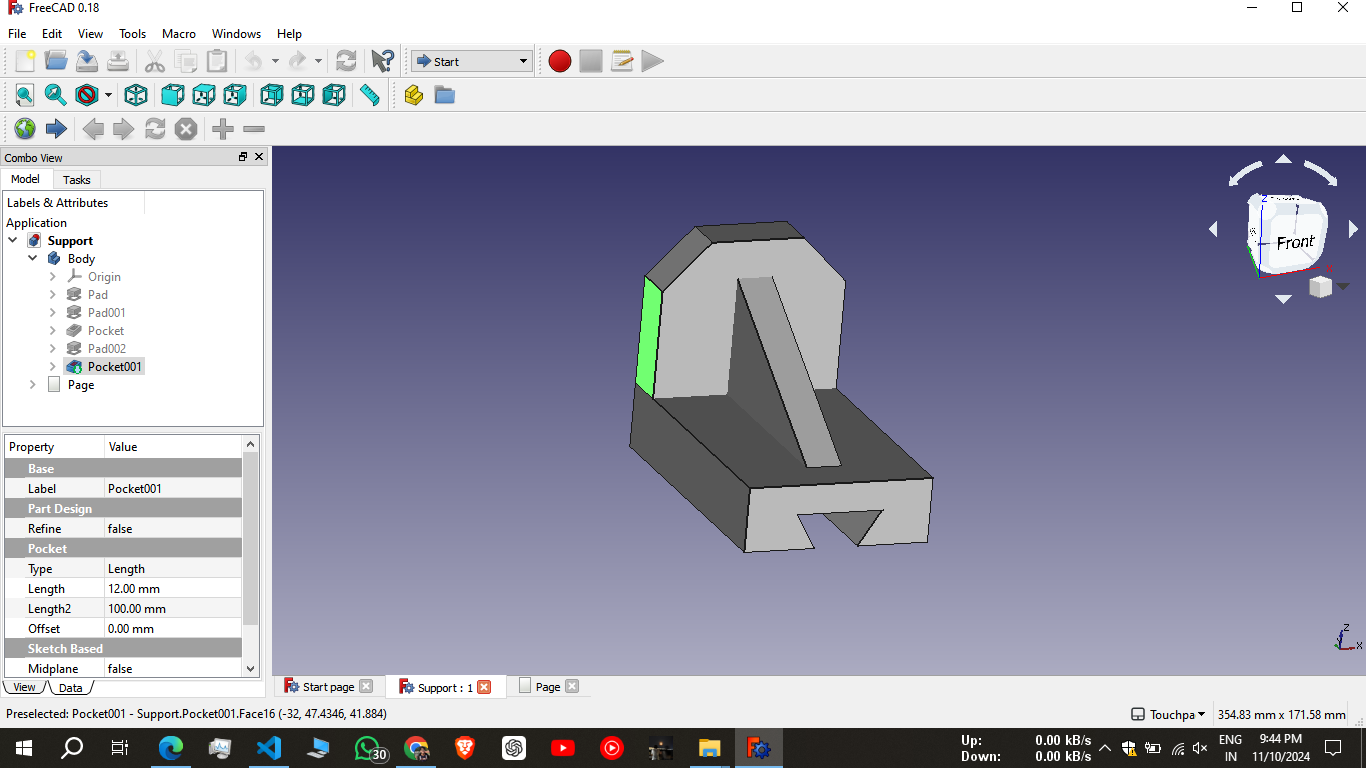 FreeCAD 0.18
File Edit View Tools Macro Windows Help
Start
Combo View
Model Tasks
Labels & Attributes
Application
Support
Body
Origin
Pad
Pad001
Pocket
Pad002
Pocket001
Page
Property Value
Base
Label Pocket001
Part Design
Refine false
Pocket
Type Length
Length 12.00 mm
Length2 100.00 mm
Offset 0.00 mm
Sketch Based
Midplane false
View Data
Front
Z
X
Start page Support : 1 Page
Preselected: Pocket001 - Support.Pocket001.Face16 (-32, 47.4346, 41.884)
Touchpa 354.83 mm x 171.58 mm
30
Up: 0.00 kB/s
Down: 0.00 kB/s
ENG
IN
9:44 PM
11/10/2024